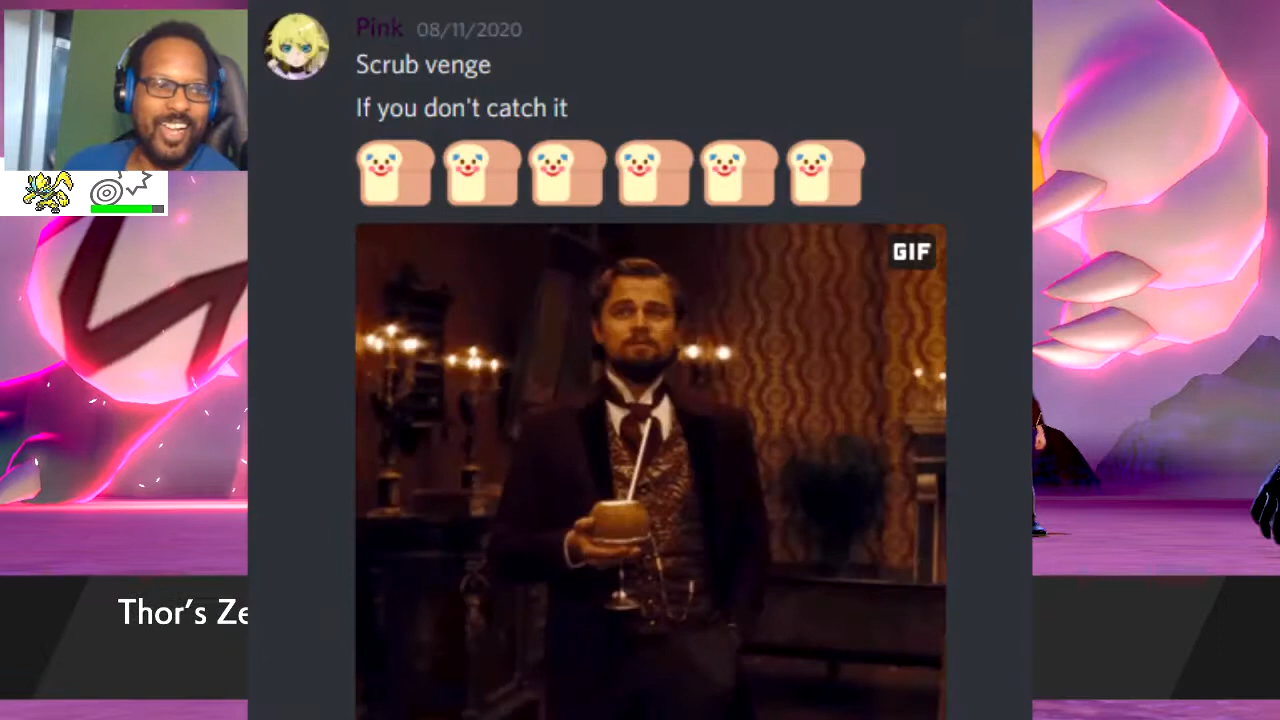 Pink 08/11/2020
Scrub venge
If you don't catch it
GIF
Thor's Ze